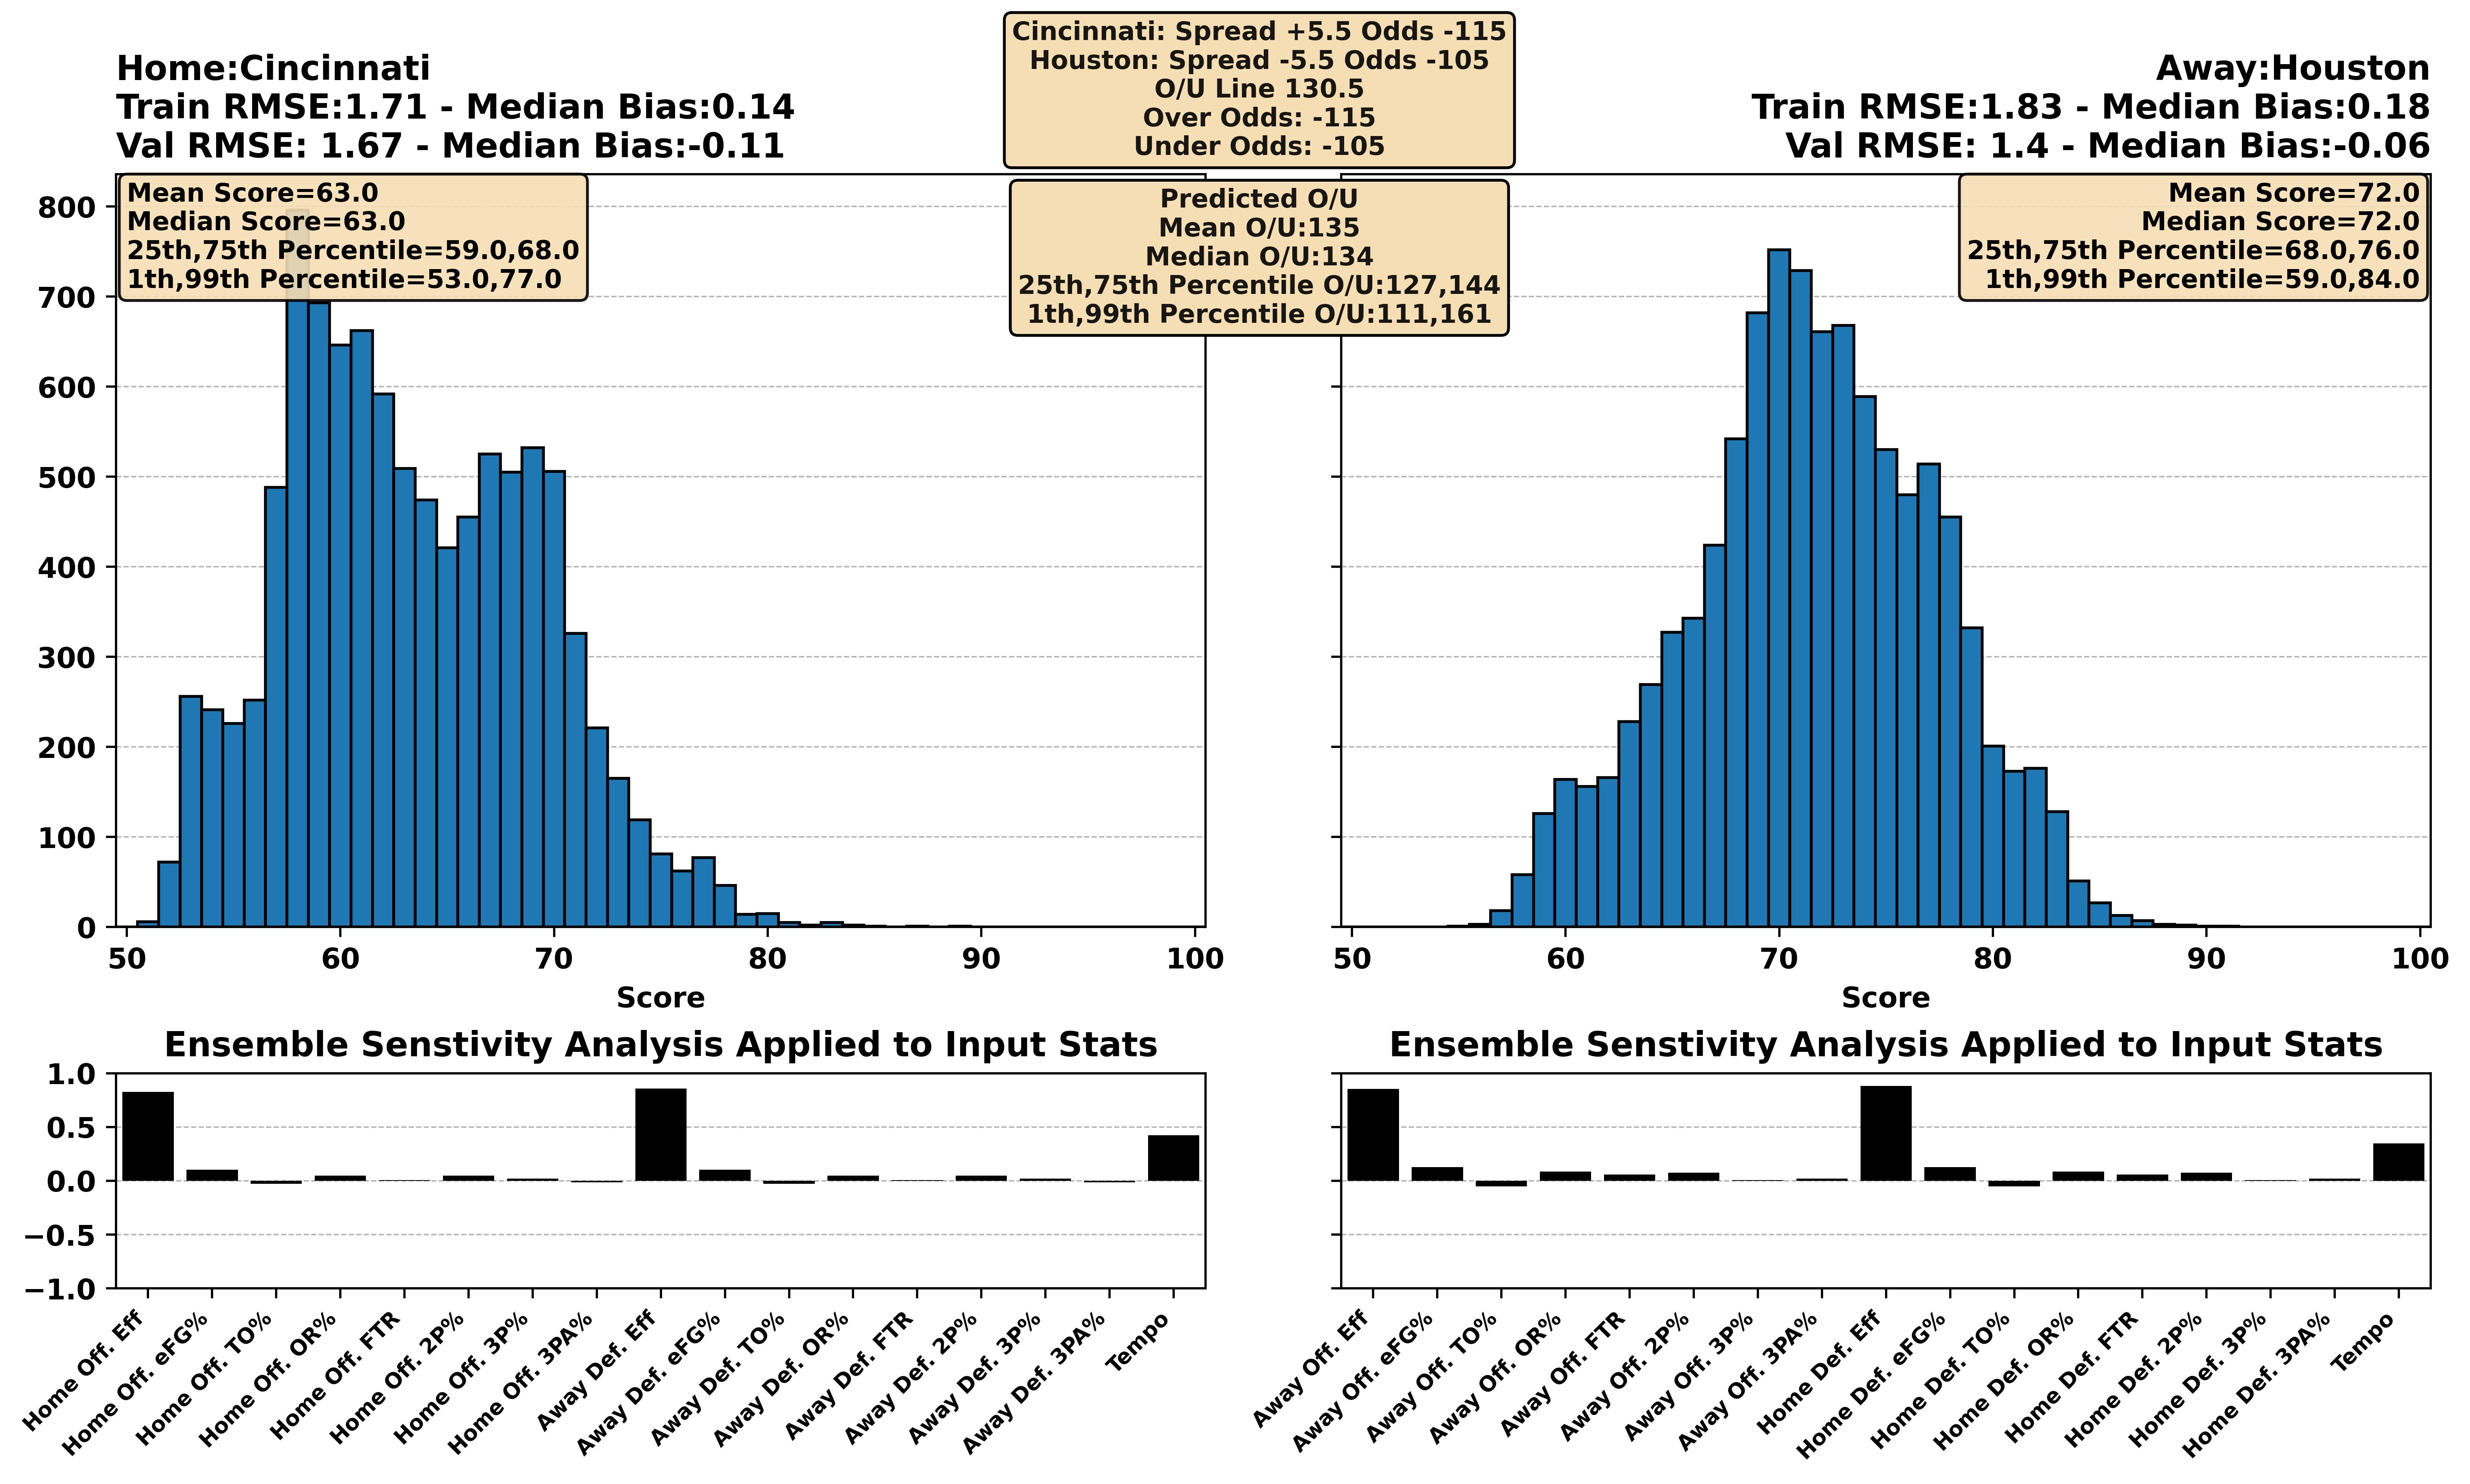 Cincinnati: Spread +5.5 Odds -115
Houston: Spread -5.5 Odds -105
O/U Line 130.5
Over Odds: -115
Under Odds: -105
Home:Cincinnati
Train RMSE:1.71 - Median Bias:0.14
Val RMSE: 1.67 - Median Bias:-0.11
Away:Houston
Train RMSE:1.83 - Median Bias:0.18
Val RMSE: 1.4 - Median Bias:-0.06
Mean Score=63.0
Median Score=63.0
25th,75th Percentile=59.0,68.0
1th,99th Percentile=53.0,77.0
Predicted O/U
Mean O/U:135
Median O/U:134
25th,75th Percentile O/U:127,144
1th,99th Percentile O/U:111,161
Mean Score=72.0
Median Score=72.0
25th,75th Percentile=68.0,76.0
1th,99th Percentile=59.0,84.0
800
700
600
500
400
300
200
100
0
50 60 70 80 90 100
Score
50 60 70 80 90 100
Score
Ensemble Senstivity Analysis Applied to Input Stats
1.0
0.5
0.0
−0.5
−1.0
Home Off. Eff
Home Off. eFG%
Home Off. TO%
Home Off. OR%
Home Off. FTR
Home Off. 2P%
Home Off. 3P%
Home Off. 3PA%
Away Def. Eff
Away Def. eFG%
Away Def. TO%
Away Def. OR%
Away Def. FTR
Away Def. 2P%
Away Def. 3P%
Away Def. 3PA%
Tempo
Ensemble Senstivity Analysis Applied to Input Stats
Away Off. Eff
Away Off. eFG%
Away Off. TO%
Away Off. OR%
Away Off. FTR
Away Off. 2P%
Away Off. 3P%
Away Off. 3PA%
Home Def. Eff
Home Def. eFG%
Home Def. TO%
Home Def. OR%
Home Def. FTR
Home Def. 2P%
Home Def. 3P%
Home Def. 3PA%
Tempo